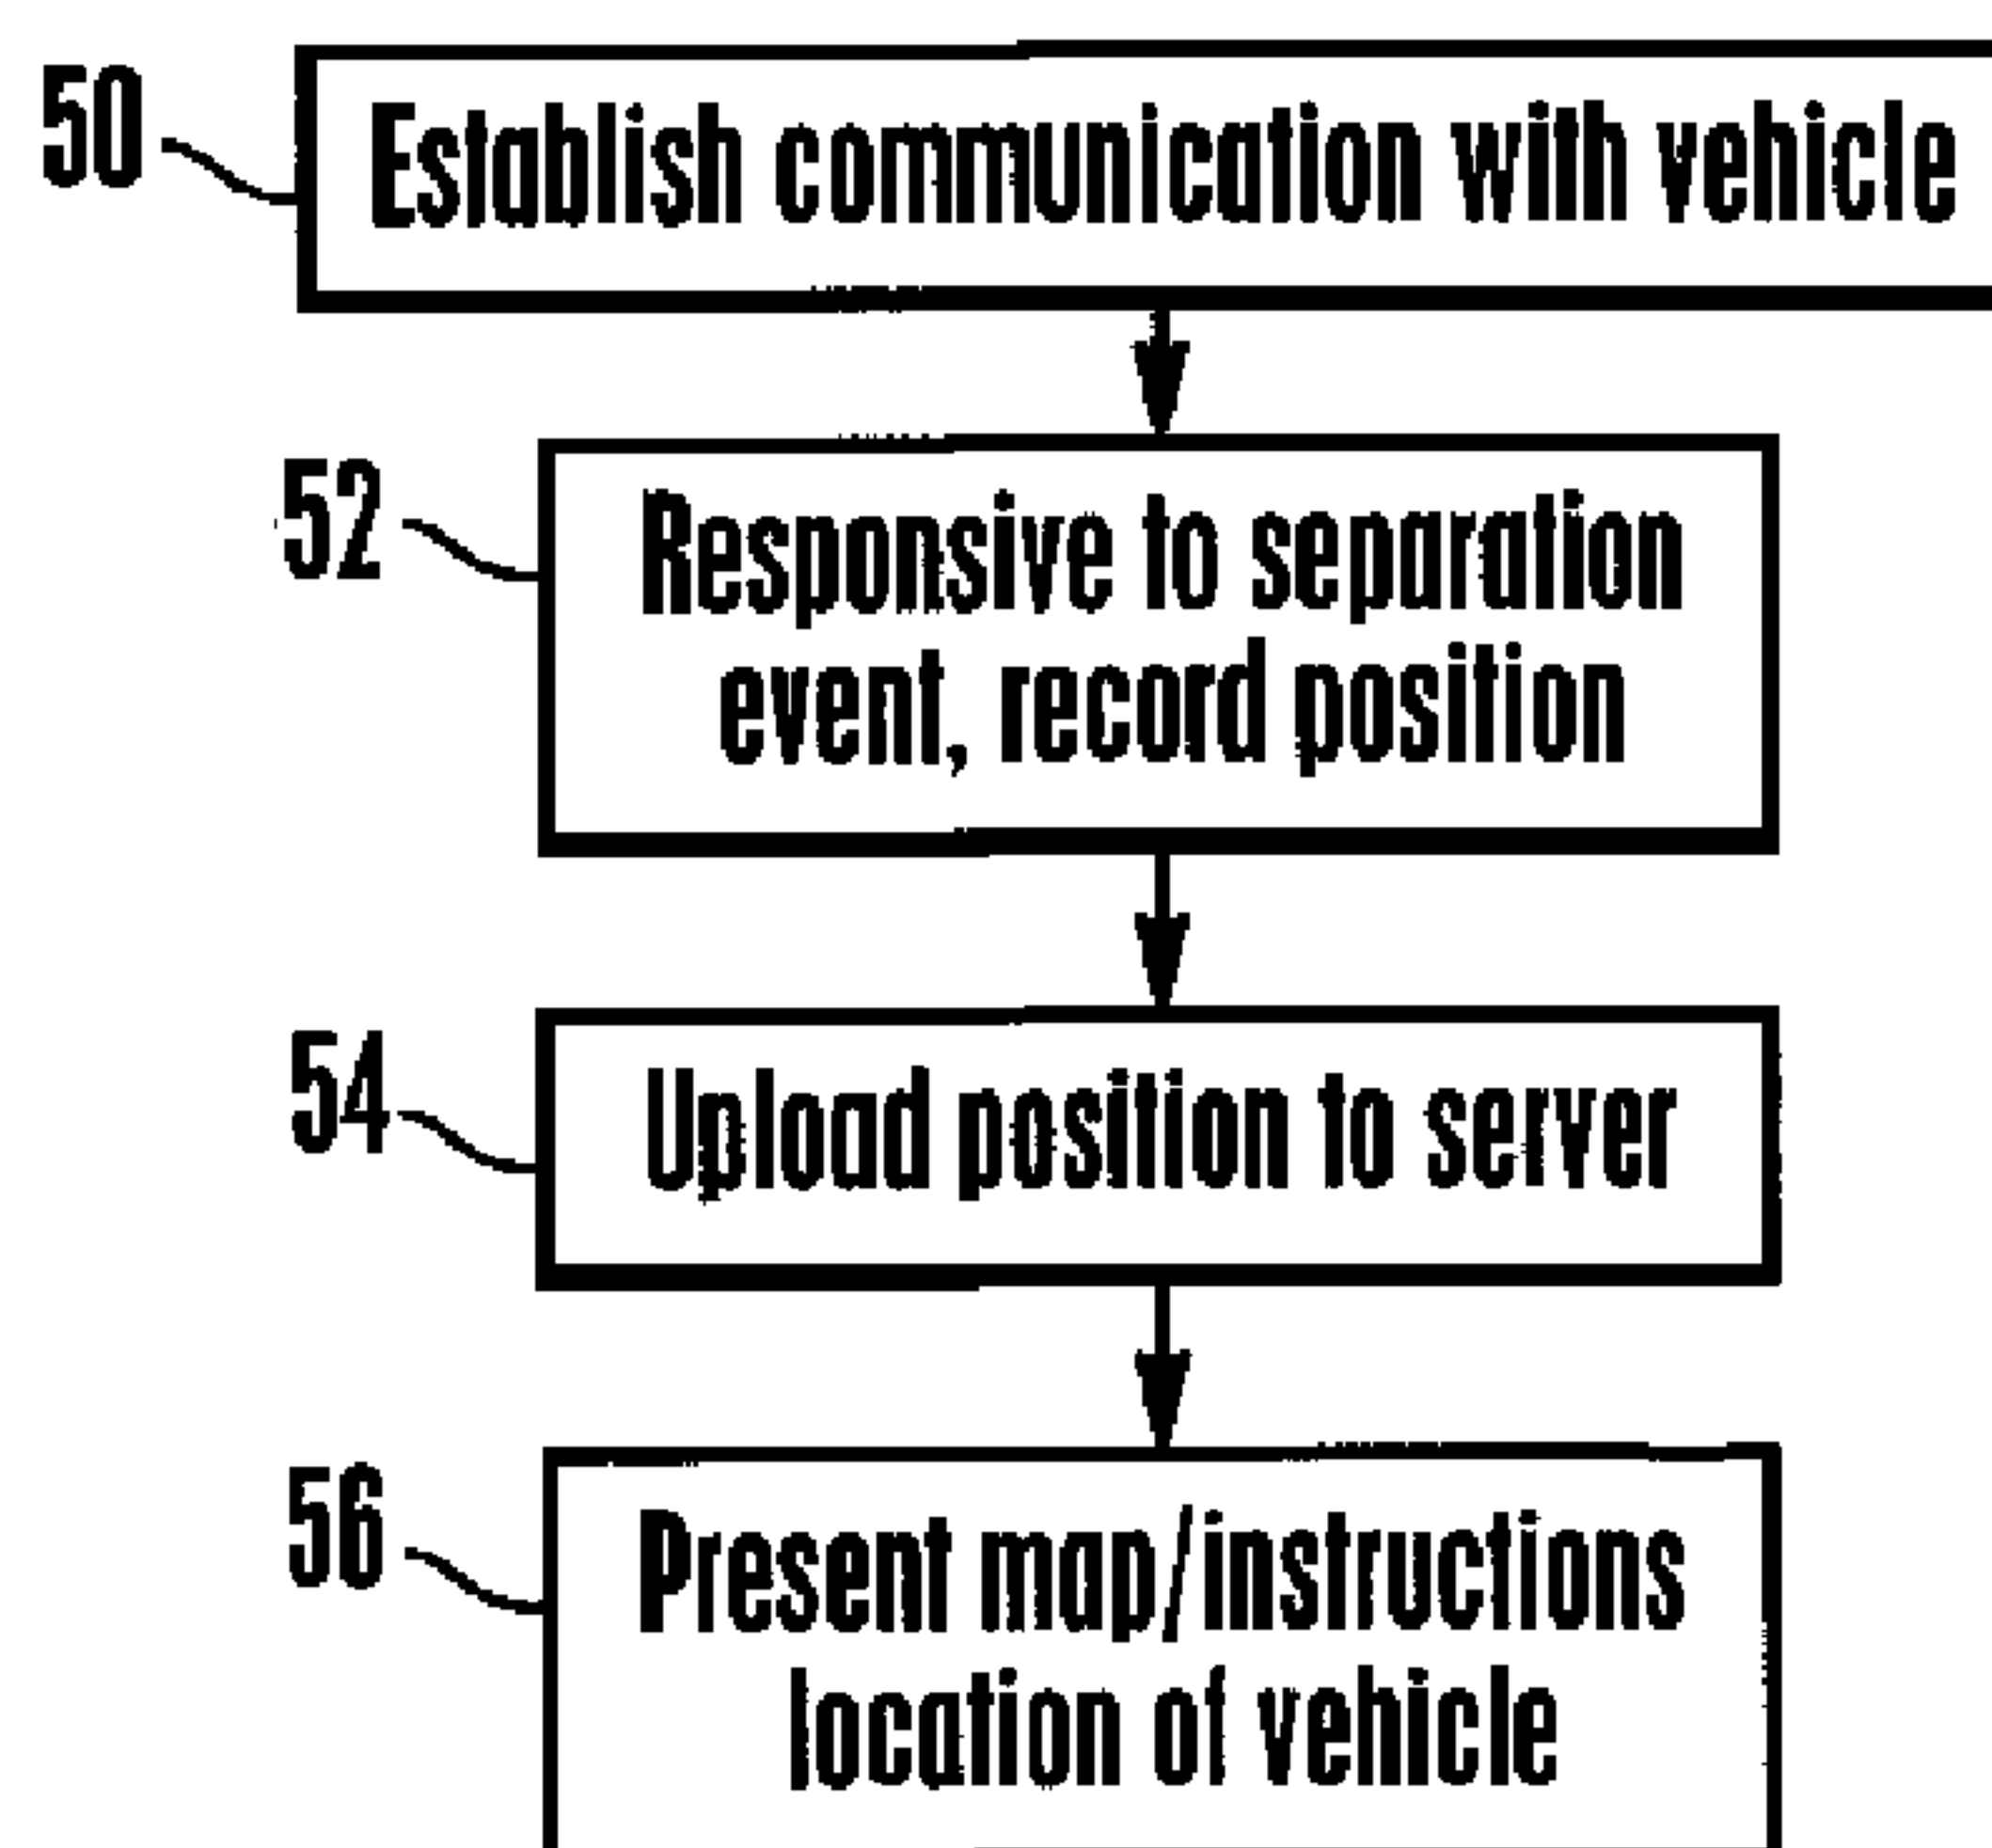 50
Establish communication with vehicle
52
Responsive to separation
event, record position
54
Upload position to server
56
Present map/instructions
location of vehicle